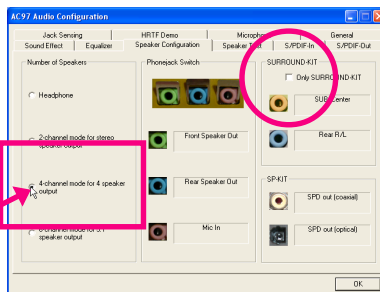 AC97 Audio Configuration
Jack Sensing HRTF Demo General
Sound Effect Equalizer Speaker Configuration S/PDIF-In S/PDIF-Out
Number of Speakers
Phonejack Switch
SURROUND-KIT
Only SURROUND-KIT
Headphone
Center
2-channel mode for stereo
speaker output
Front Speaker Out
Rear R/L
4-channel mode for 4 speaker
output
Rear Speaker Out
SP-KIT
SPD out (coaxial)
speaker output
Mic In
SPD out (optical)
OK